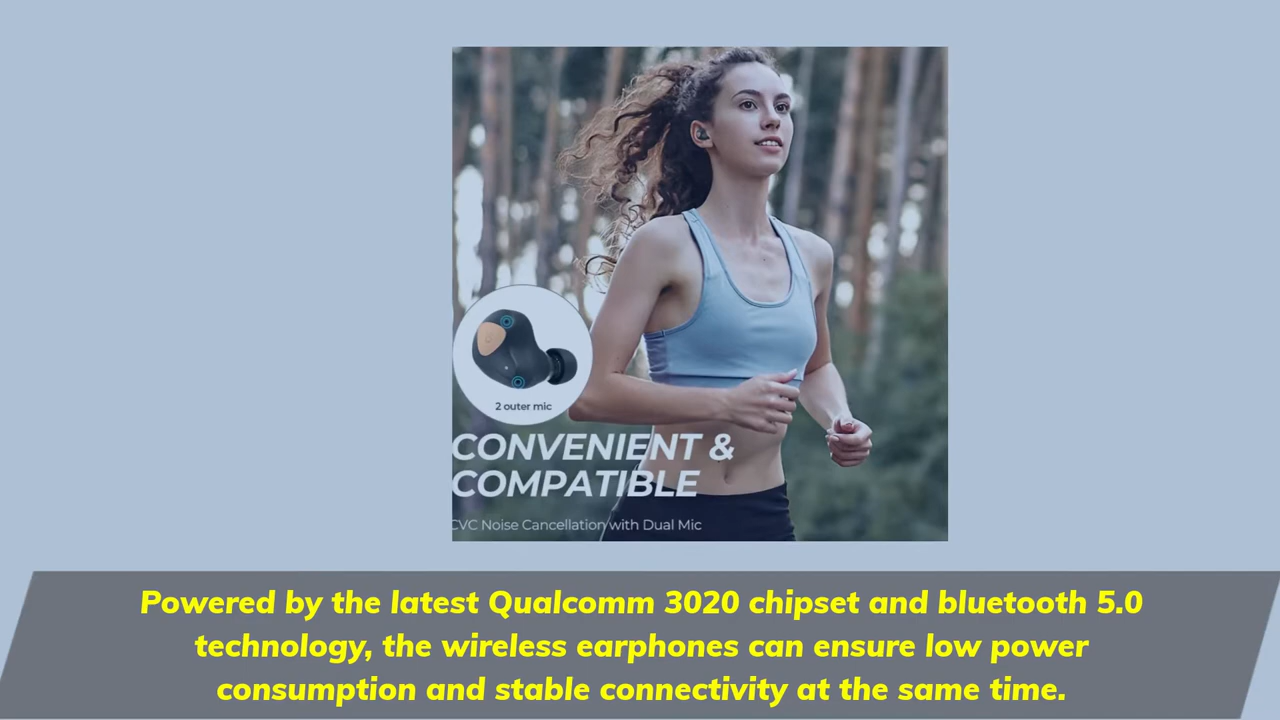 2 outer mic
CONVENIENT &
COMPATIBLE
CVC Noise Cancellation with Dual Mic
Powered by the latest Qualcomm 3020 chipset and bluetooth 5.0
technology, the wireless earphones can ensure low power
consumption and stable connectivity at the same time.